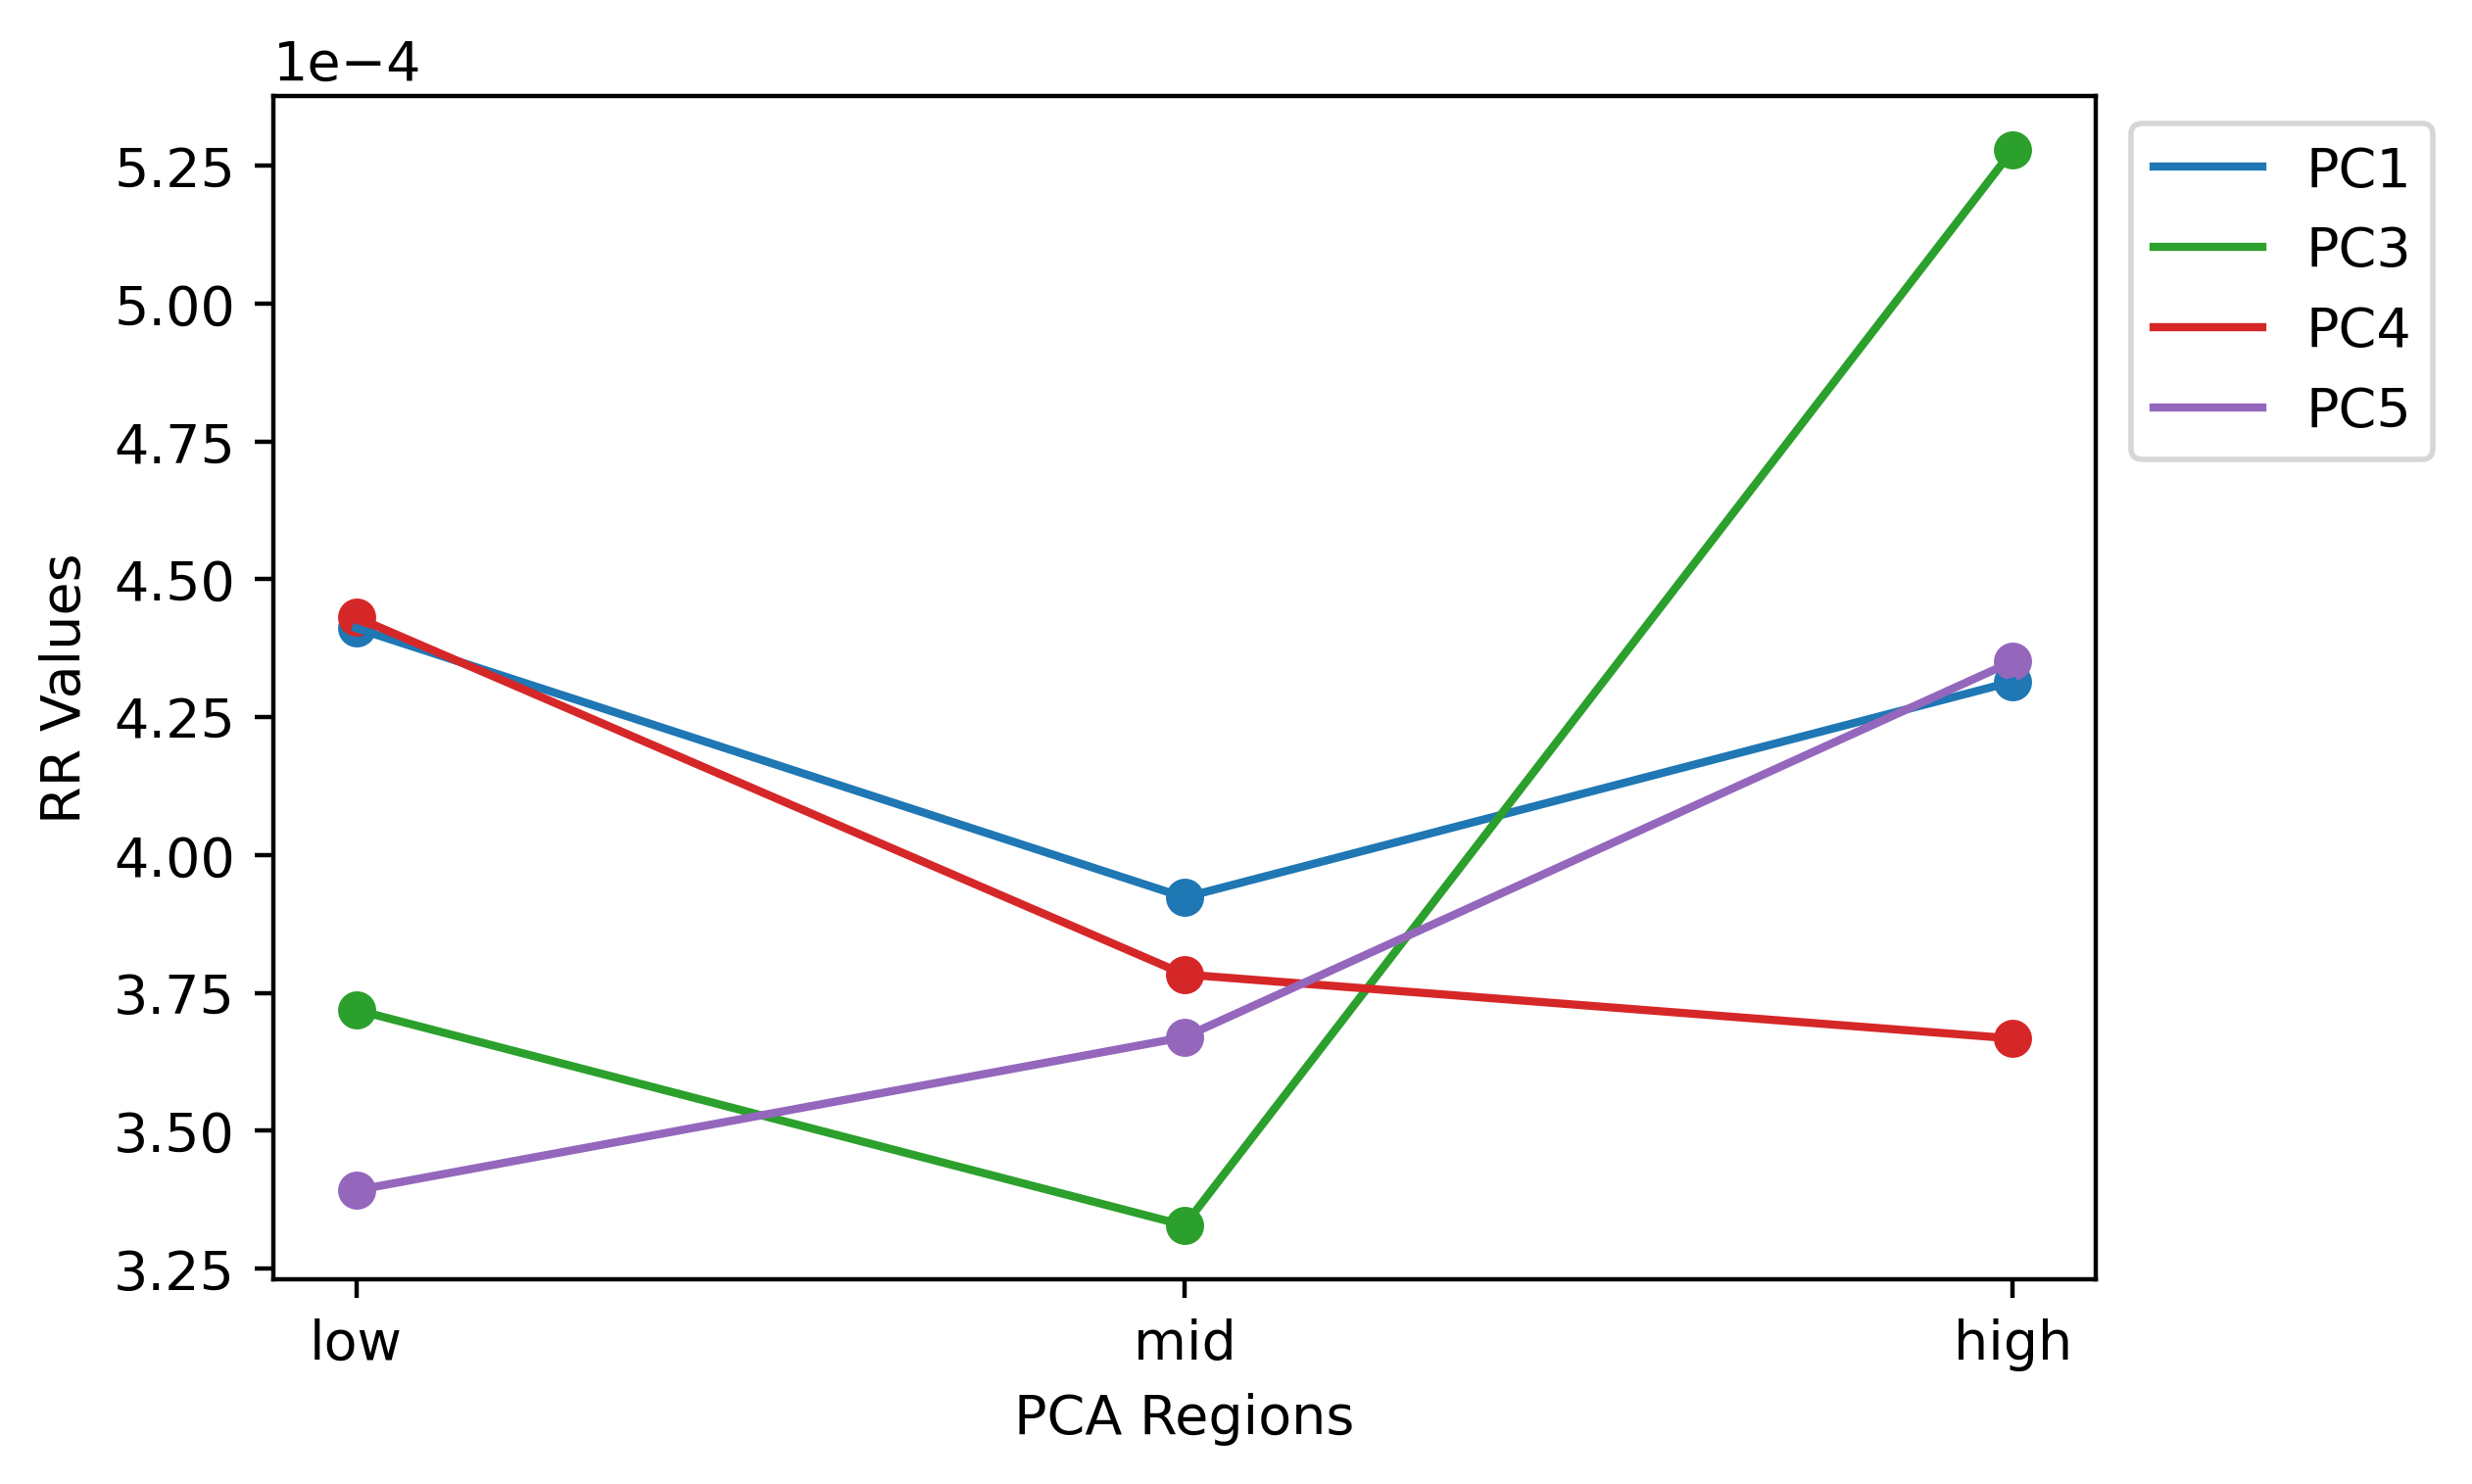 1e−4
5.25
5.00
4.75
4.50
4.25
4.00
3.75
3.50
3.25
RR Values
low
mid
high
PCA Regions
PC1
PC3
PC4
PC5